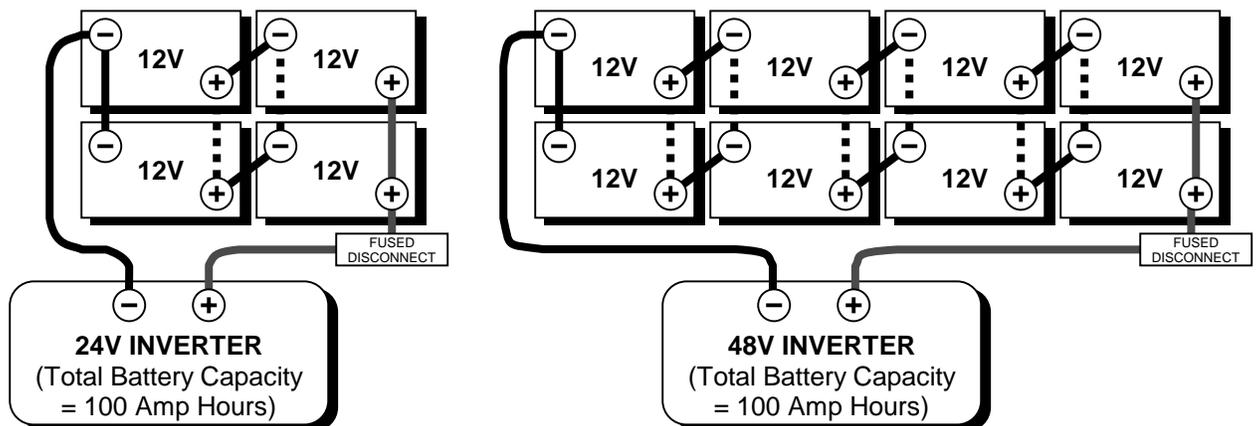 − 12V + − 12V +
− 12V + − 12V +
FUSED
DISCONNECT
− +
24V INVERTER
(Total Battery Capacity
= 100 Amp Hours)
− 12V + − 12V + − 12V + − 12V +
− 12V + − 12V + − 12V + − 12V +
FUSED
DISCONNECT
− +
48V INVERTER
(Total Battery Capacity
= 100 Amp Hours)